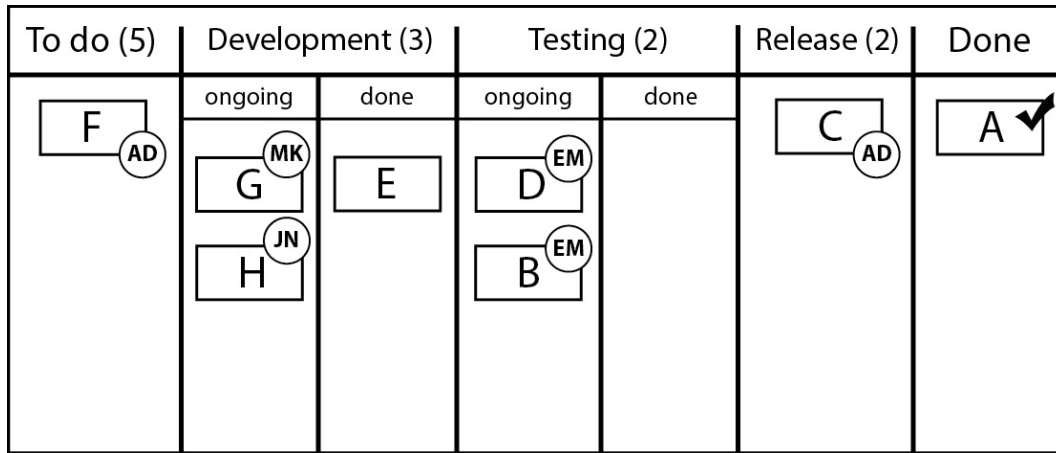 To do (5) Development (3) Testing (2) Release (2) Done
ongoing done ongoing done
F AD
G MK
E
D EM
C AD
A
H JN
B EM